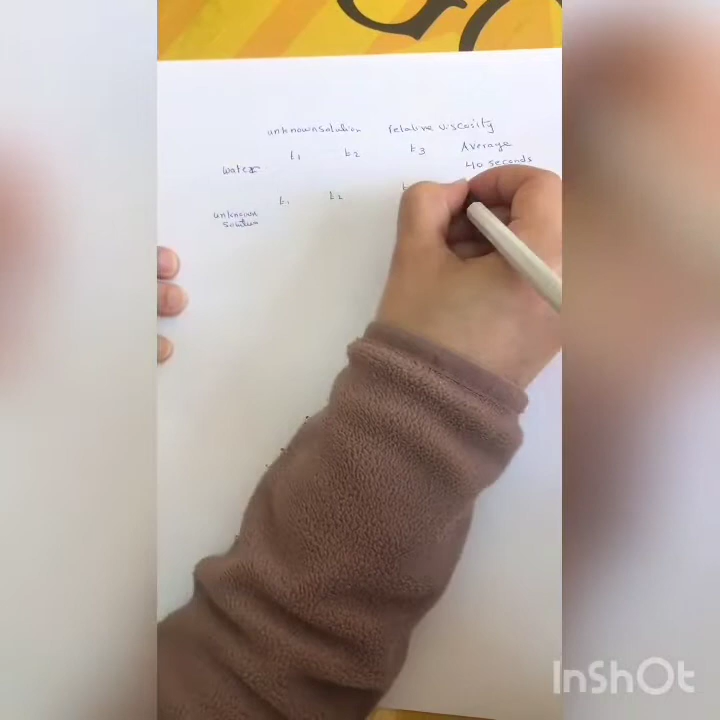 unknown solution relative viscosity
t1 t2 t3 Average
water 40 seconds
t1 t2
unknown
solution
InShOt